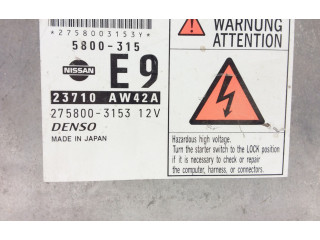 *2758003153Y*
5800-315
NISSAN
E9
23710 AW42A
275800-3153 12V
DENSO
MADE IN JAPAN
WARNUNG
ATTENTION
Hazardous high voltage.
Turn the starter switch to the LOCK position
if it is necessary to check or repair
the computer, harness, or connectors.